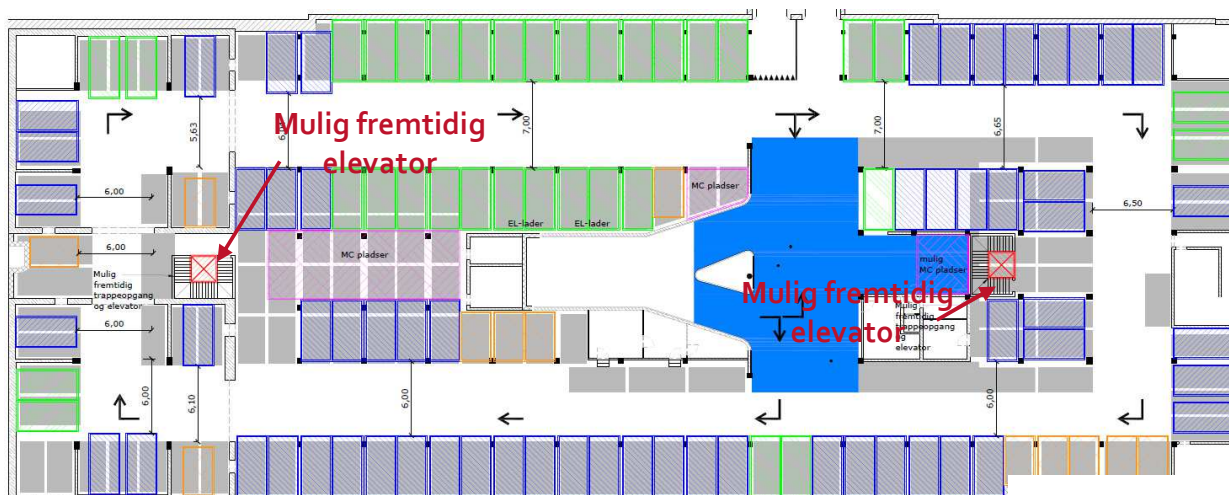 5,63
7,00
7,00
6,65
Mulig fremtidig
elevator
MC pladser
6,00
6,50
EL-lader
EL-lader
6,00
MC pladser
mulig
MC pladser
Mulig
fremtidig
trappeopgang
og elevator
Mulig fremtidig
elevator
Mulig
fremtidig
trappeopgang
og
elevator
6,00
6,00
6,10
6,00
6,00